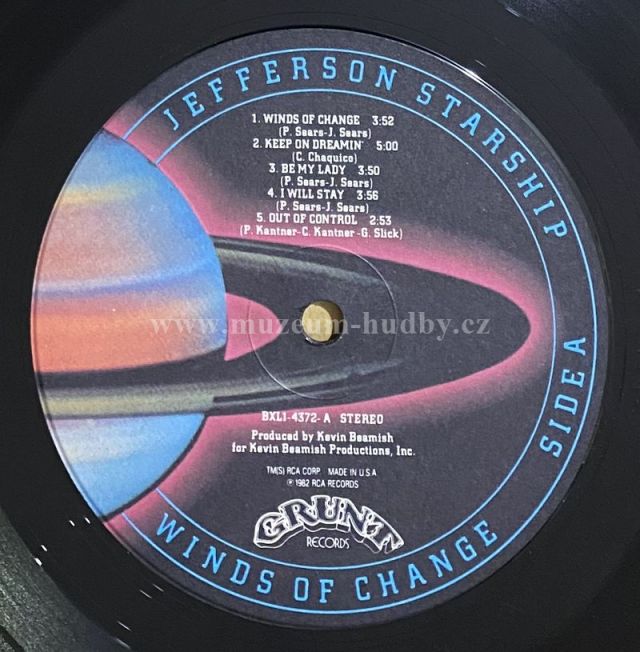 JEFFERSON STARSHIP
1. WINDS OF CHANGE 3:52
(P. Sears-J. Sears)
2. KEEP ON DREAMIN' 5:00
(C. Chaquico)
3. BE MY LADY 3:50
(P. Sears-J. Sears)
4. I WILL STAY 3:56
(P. Sears-J. Sears)
5. OUT OF CONTROL 2:53
(P. Kantner-C. Kantner-G. Slick)
www.muzeum-hudby.cz
SIDE A
BXL1-4372-A STEREO
Produced by Kevin Beamish
for Kevin Beamish Productions, Inc.
TM(S) RCA CORP MADE IN U.S.A
℗ 1982 RCA RECORDS
GRUNT
RECORDS
WINDS OF CHANGE